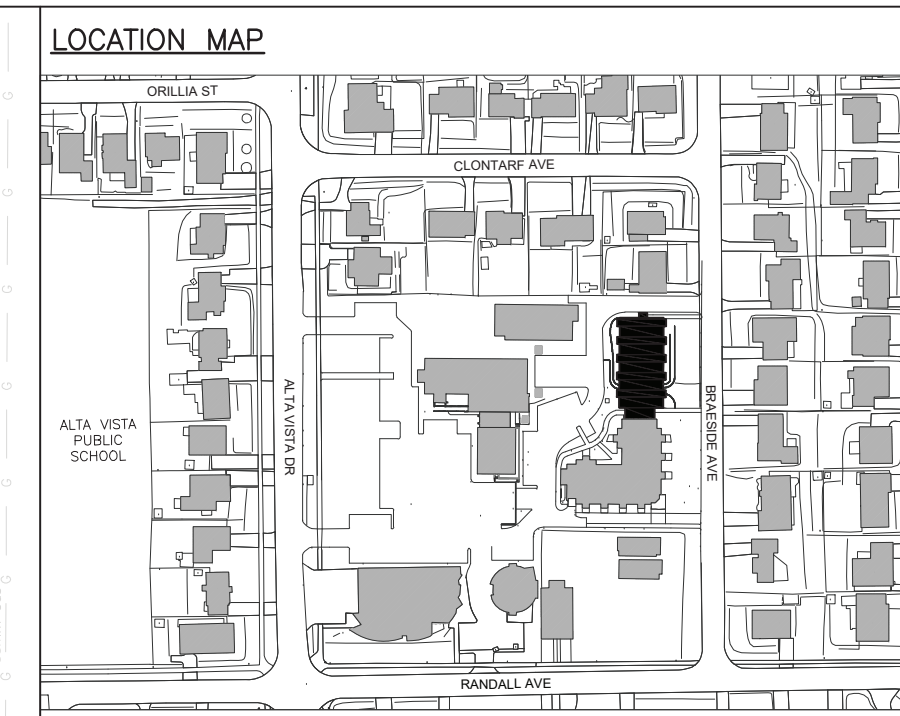 LOCATION MAP
ORILLIA ST
CLONTARF AVE
ALTA VISTA DR
BRAESIDE AVE
ALTA VISTA
PUBLIC
SCHOOL
RANDALL AVE
G
G
G
G
G
G
G